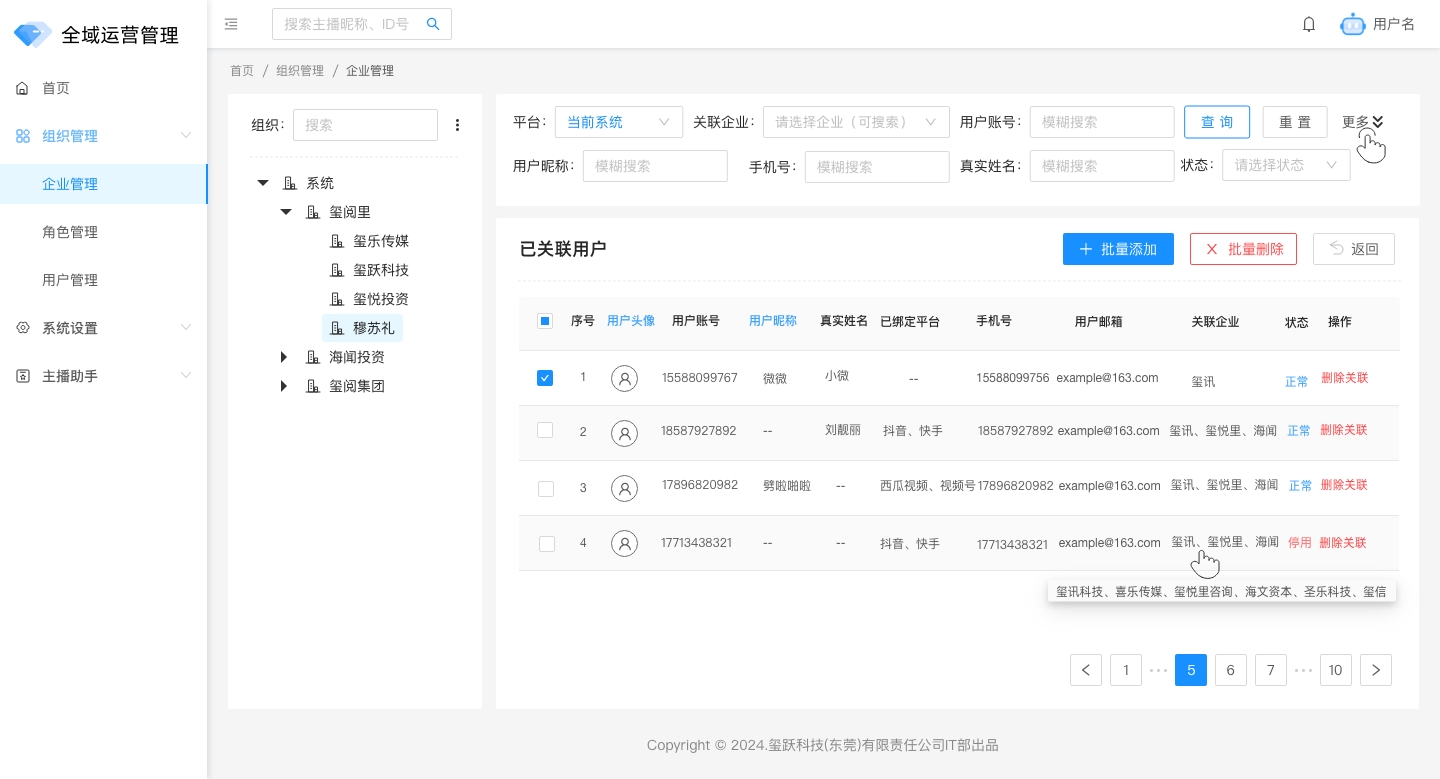 全域运营管理
搜索主播昵称、ID号
用户名
首页
组织管理
企业管理
角色管理
用户管理
系统设置
主播助手
首页 / 组织管理 / 企业管理
组织: 搜索
系统
玺阅里
玺乐传媒
玺跃科技
玺悦投资
穆苏礼
海闻投资
玺阅集团
平台: 当前系统 关联企业: 请选择企业（可搜索） 用户账号: 模糊搜索 查 询 重 置 更多
用户昵称: 模糊搜索 手机号: 模糊搜索 真实姓名: 模糊搜索 状态: 请选择状态
已关联用户
批量添加 批量删除 返回
序号 用户头像 用户账号 用户昵称 真实姓名 已绑定平台 手机号 用户邮箱 关联企业 状态 操作
1 15588099767 微微 小微 -- 15588099756 example@163.com 玺讯 正常 删除关联
2 18587927892 -- 刘靓丽 抖音、快手 18587927892 example@163.com 玺讯、玺悦里、海闻 正常 删除关联
3 17896820982 劈啦啪啦 -- 西瓜视频、视频号 17896820982 example@163.com 玺讯、玺悦里、海闻 正常 删除关联
4 17713438321 -- -- 抖音、快手 17713438321 example@163.com 玺讯、玺悦里、海闻 停用 删除关联
玺讯科技、喜乐传媒、玺悦里咨询、海文资本、圣乐科技、玺信
1 ··· 5 6 7 ··· 10
Copyright © 2024.玺跃科技(东莞)有限责任公司IT部出品